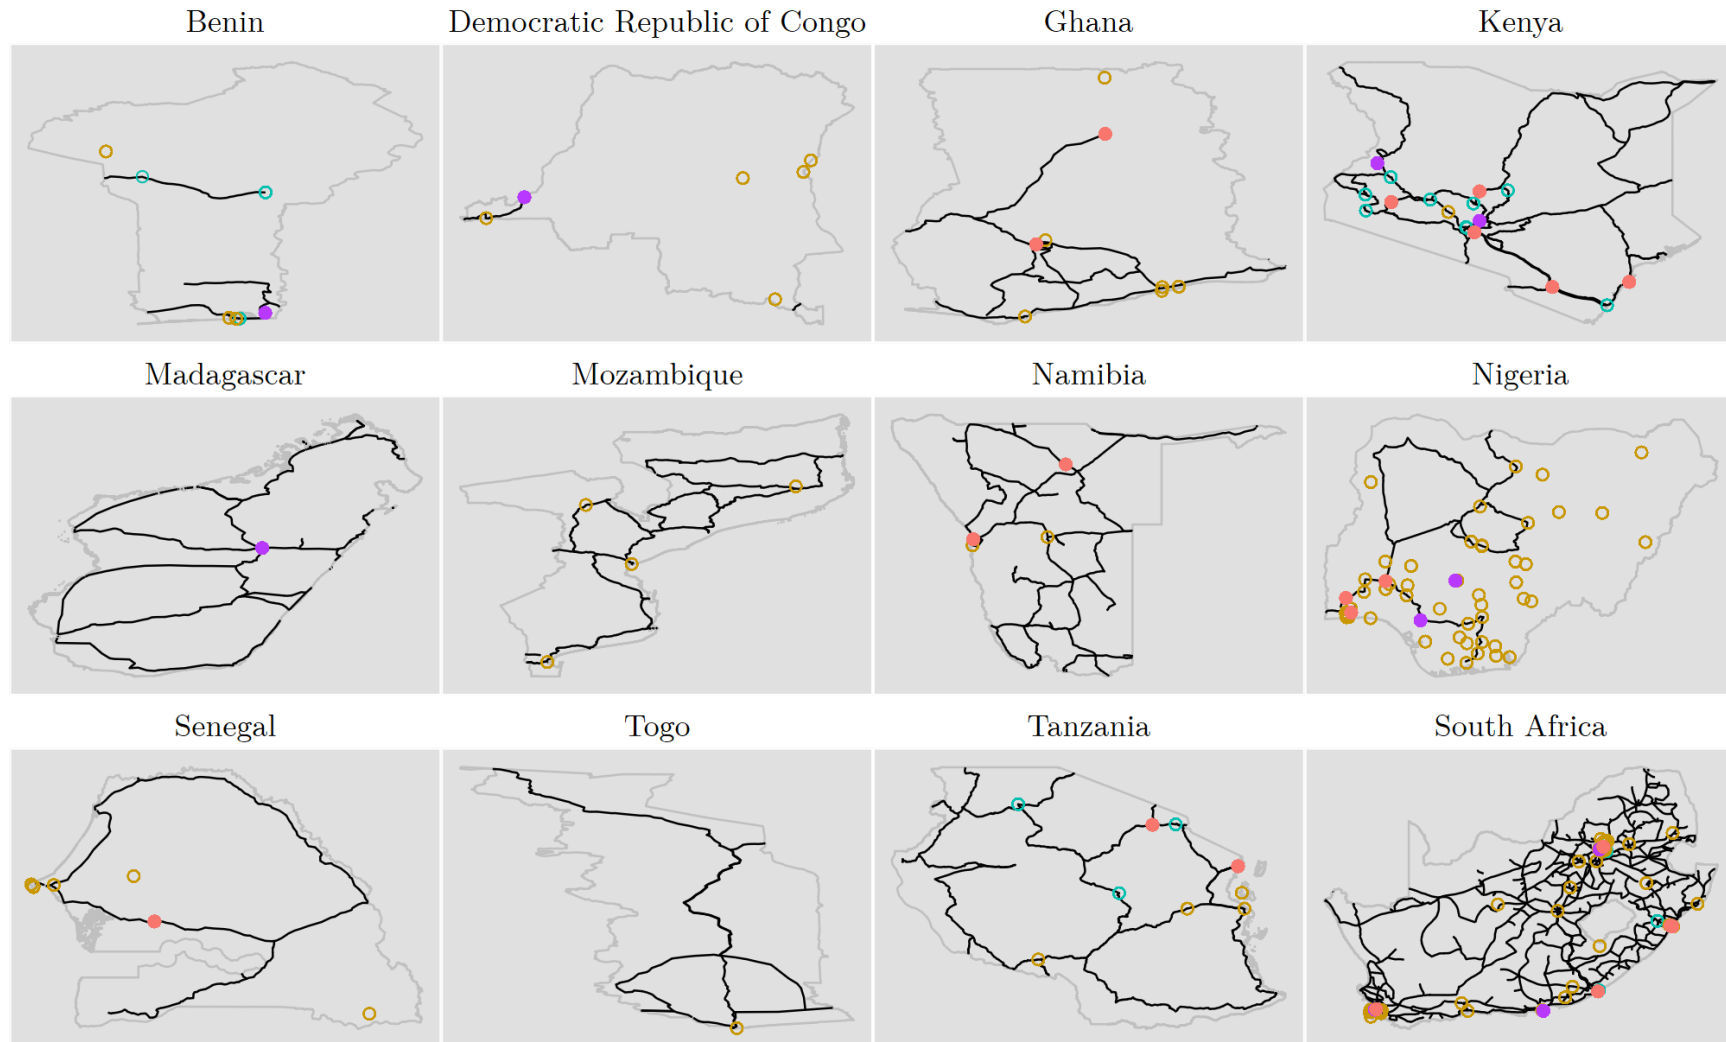 Benin
Democratic Republic of Congo
Ghana
Kenya
Madagascar
Mozambique
Namibia
Nigeria
Senegal
Togo
Tanzania
South Africa